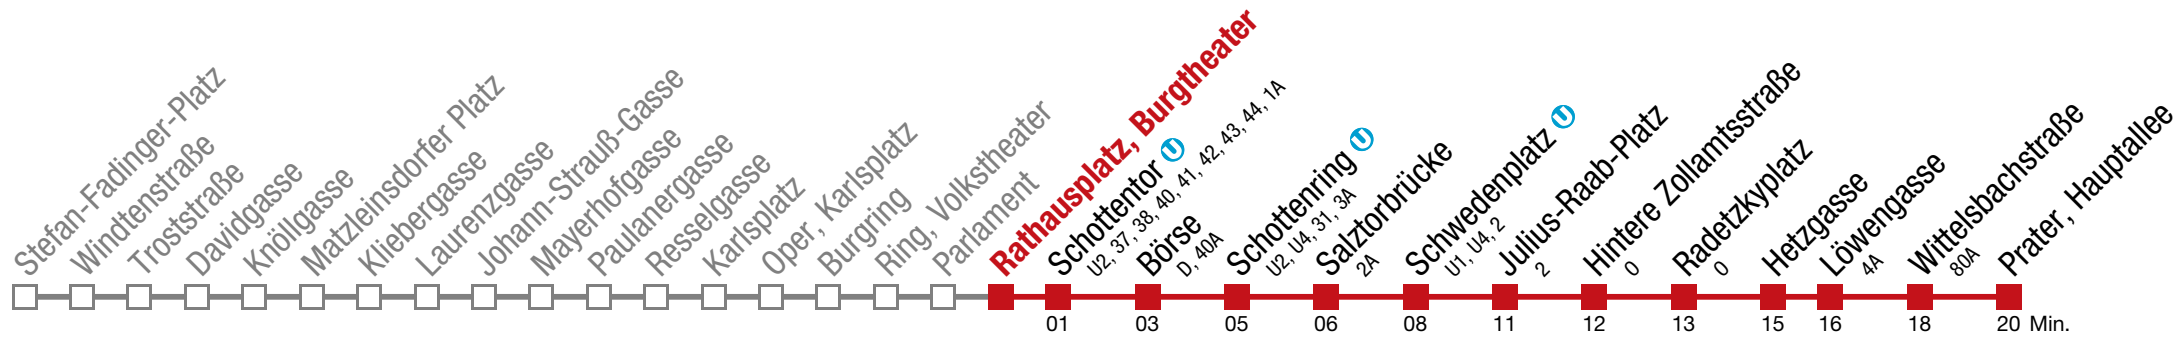 Stefan-Fadinger-Platz
Windtenstraße
Troststraße
Davidgasse
Knöllgasse
Matzleinsdorfer Platz
Kliebergasse
Laurenzgasse
Johann-Strauß-Gasse
Mayerhofgasse
Paulanergasse
Resselgasse
Karlsplatz
Oper, Karlsplatz
Burgring
Ring, Volkstheater
Parlament
Rathausplatz, Burgtheater
Schottentor U
U2, 37, 38, 40, 41, 42, 43, 44, 1A
Börse
D, 40A
Schottenring U
U2, U4, 31, 3A
Salztorbrücke
2A
Schwedenplatz U
U1, U4, 2
Julius-Raab-Platz
2
Hintere Zollamtsstraße
O
Radetzkyplatz
O
Hetzgasse
Löwengasse
4A
Wittelsbachstraße
80A
Prater, Hauptallee
01 03 05 06 08 11 12 13 15 16 18 20 Min.